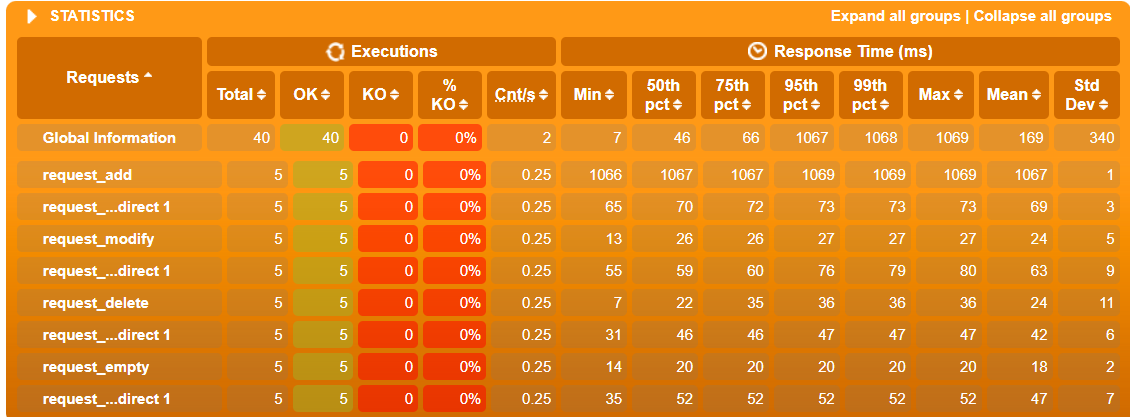 STATISTICS Expand all groups | Collapse all groups
Requests Executions Response Time (ms)
Total OK KO % KO Cnt/s Min 50th pct 75th pct 95th pct 99th pct Max Mean Std Dev
Global Information 40 40 0 0% 2 7 46 66 1067 1068 1069 169 340
request_add 5 5 0 0% 0.25 1066 1067 1067 1069 1069 1069 1067 1
request_...direct 1 5 5 0 0% 0.25 65 70 72 73 73 73 69 3
request_modify 5 5 0 0% 0.25 13 26 26 27 27 27 24 5
request_...direct 1 5 5 0 0% 0.25 55 59 60 76 79 80 63 9
request_delete 5 5 0 0% 0.25 7 22 35 36 36 36 24 11
request_...direct 1 5 5 0 0% 0.25 31 46 46 47 47 47 42 6
request_empty 5 5 0 0% 0.25 14 20 20 20 20 20 18 2
request_...direct 1 5 5 0 0% 0.25 35 52 52 52 52 52 47 7